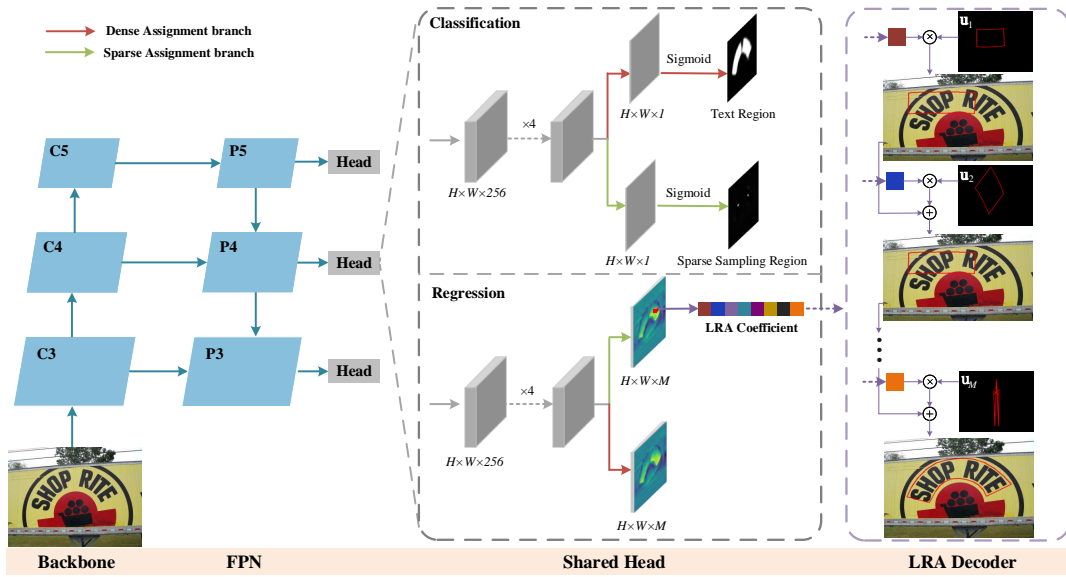 Dense Assignment branch
Sparse Assignment branch
C5
P5
Head
C4
P4
Head
C3
P3
Head
SHOP RITE
Classification
H×W×256
×4
H×W×1
Sigmoid
Text Region
H×W×1
Sigmoid
Sparse Sampling Region
Regression
H×W×256
×4
H×W×M
LRA Coefficient
H×W×M
u1
SHOP RITE
u2
SHOP RITE
uM
SHOP RITE
Backbone
FPN
Shared Head
LRA Decoder